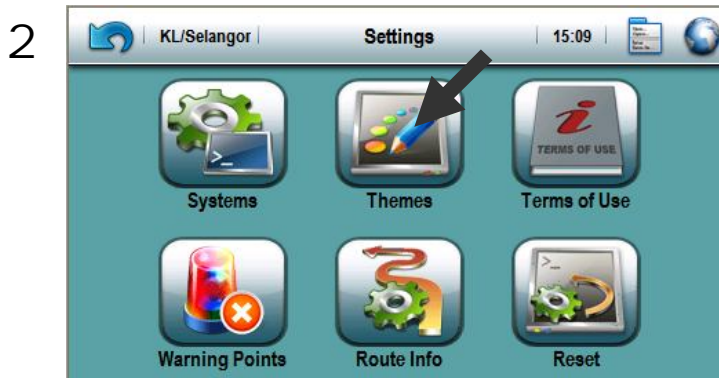 2
KL/Selangor Settings 15:09
Systems Themes Terms of Use
>_
i
TERMS OF USE
Warning Points Route Info Reset
>_